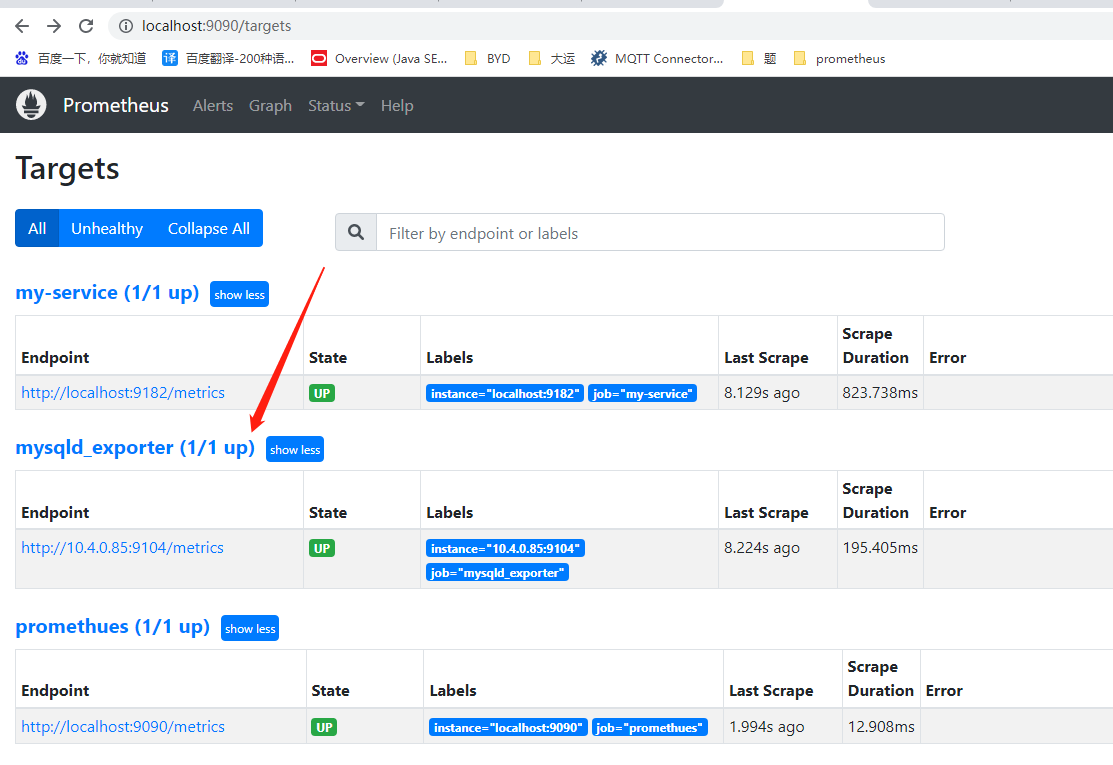 localhost:9090/targets
百度一下，你就知道 译 百度翻译-200种语... Overview (Java SE... BYD 大运 MQTT Connector... 题 prometheus
Prometheus Alerts Graph Status Help
Targets
All Unhealthy Collapse All Filter by endpoint or labels
my-service (1/1 up) show less
Endpoint State Labels Last Scrape Scrape Duration Error
http://localhost:9182/metrics UP instance="localhost:9182" job="my-service" 8.129s ago 823.738ms
mysqld_exporter (1/1 up) show less
Endpoint State Labels Last Scrape Scrape Duration Error
http://10.4.0.85:9104/metrics UP instance="10.4.0.85:9104" 8.224s ago 195.405ms
job="mysqld_exporter"
promethues (1/1 up) show less
Endpoint State Labels Last Scrape Scrape Duration Error
http://localhost:9090/metrics UP instance="localhost:9090" job="promethues" 1.994s ago 12.908ms